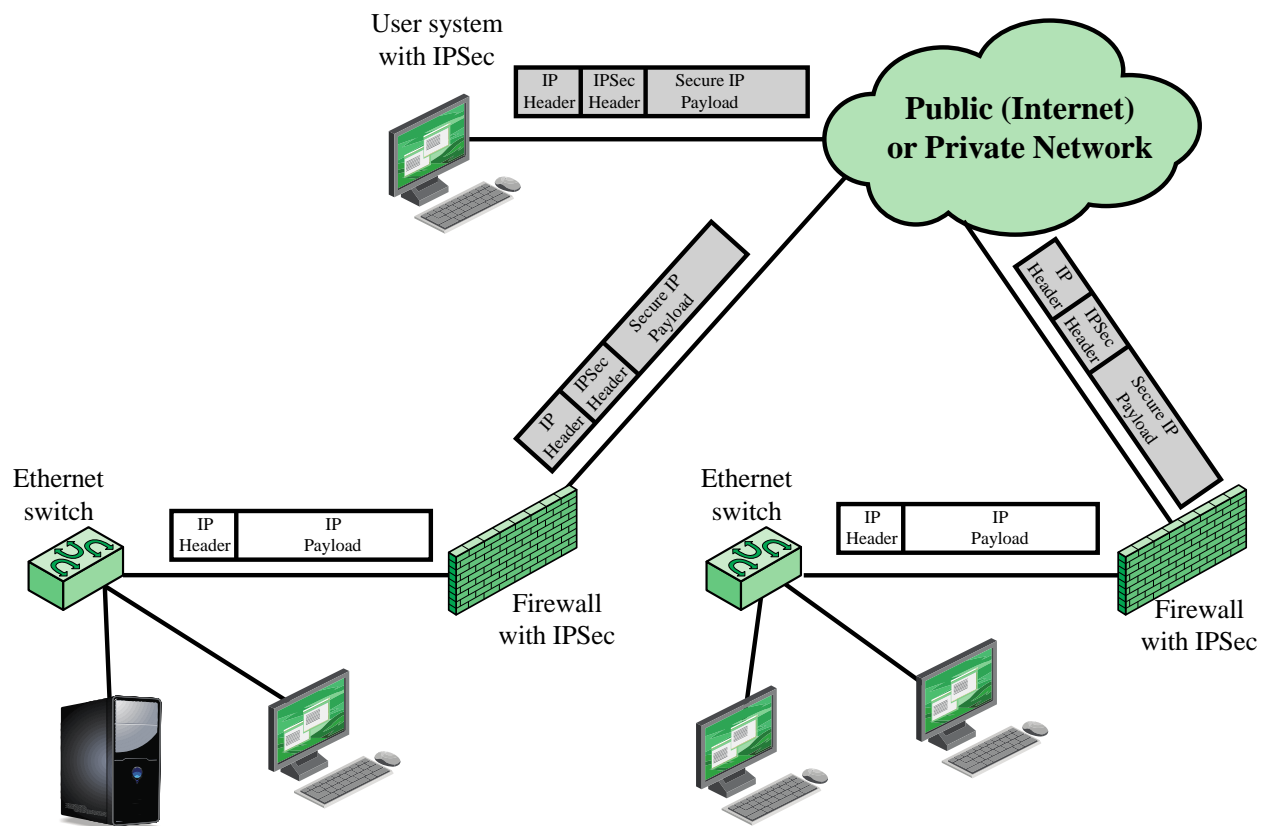 User system
with IPSec
IP
Header
IPSec
Header
Secure IP
Payload
Public (Internet)
or Private Network
IP
Header
IPSec
Header
Secure IP
Payload
IP
Header
IPSec
Header
Secure IP
Payload
Ethernet
switch
IP
Header
IP
Payload
Firewall
with IPSec
Ethernet
switch
IP
Header
IP
Payload
Firewall
with IPSec